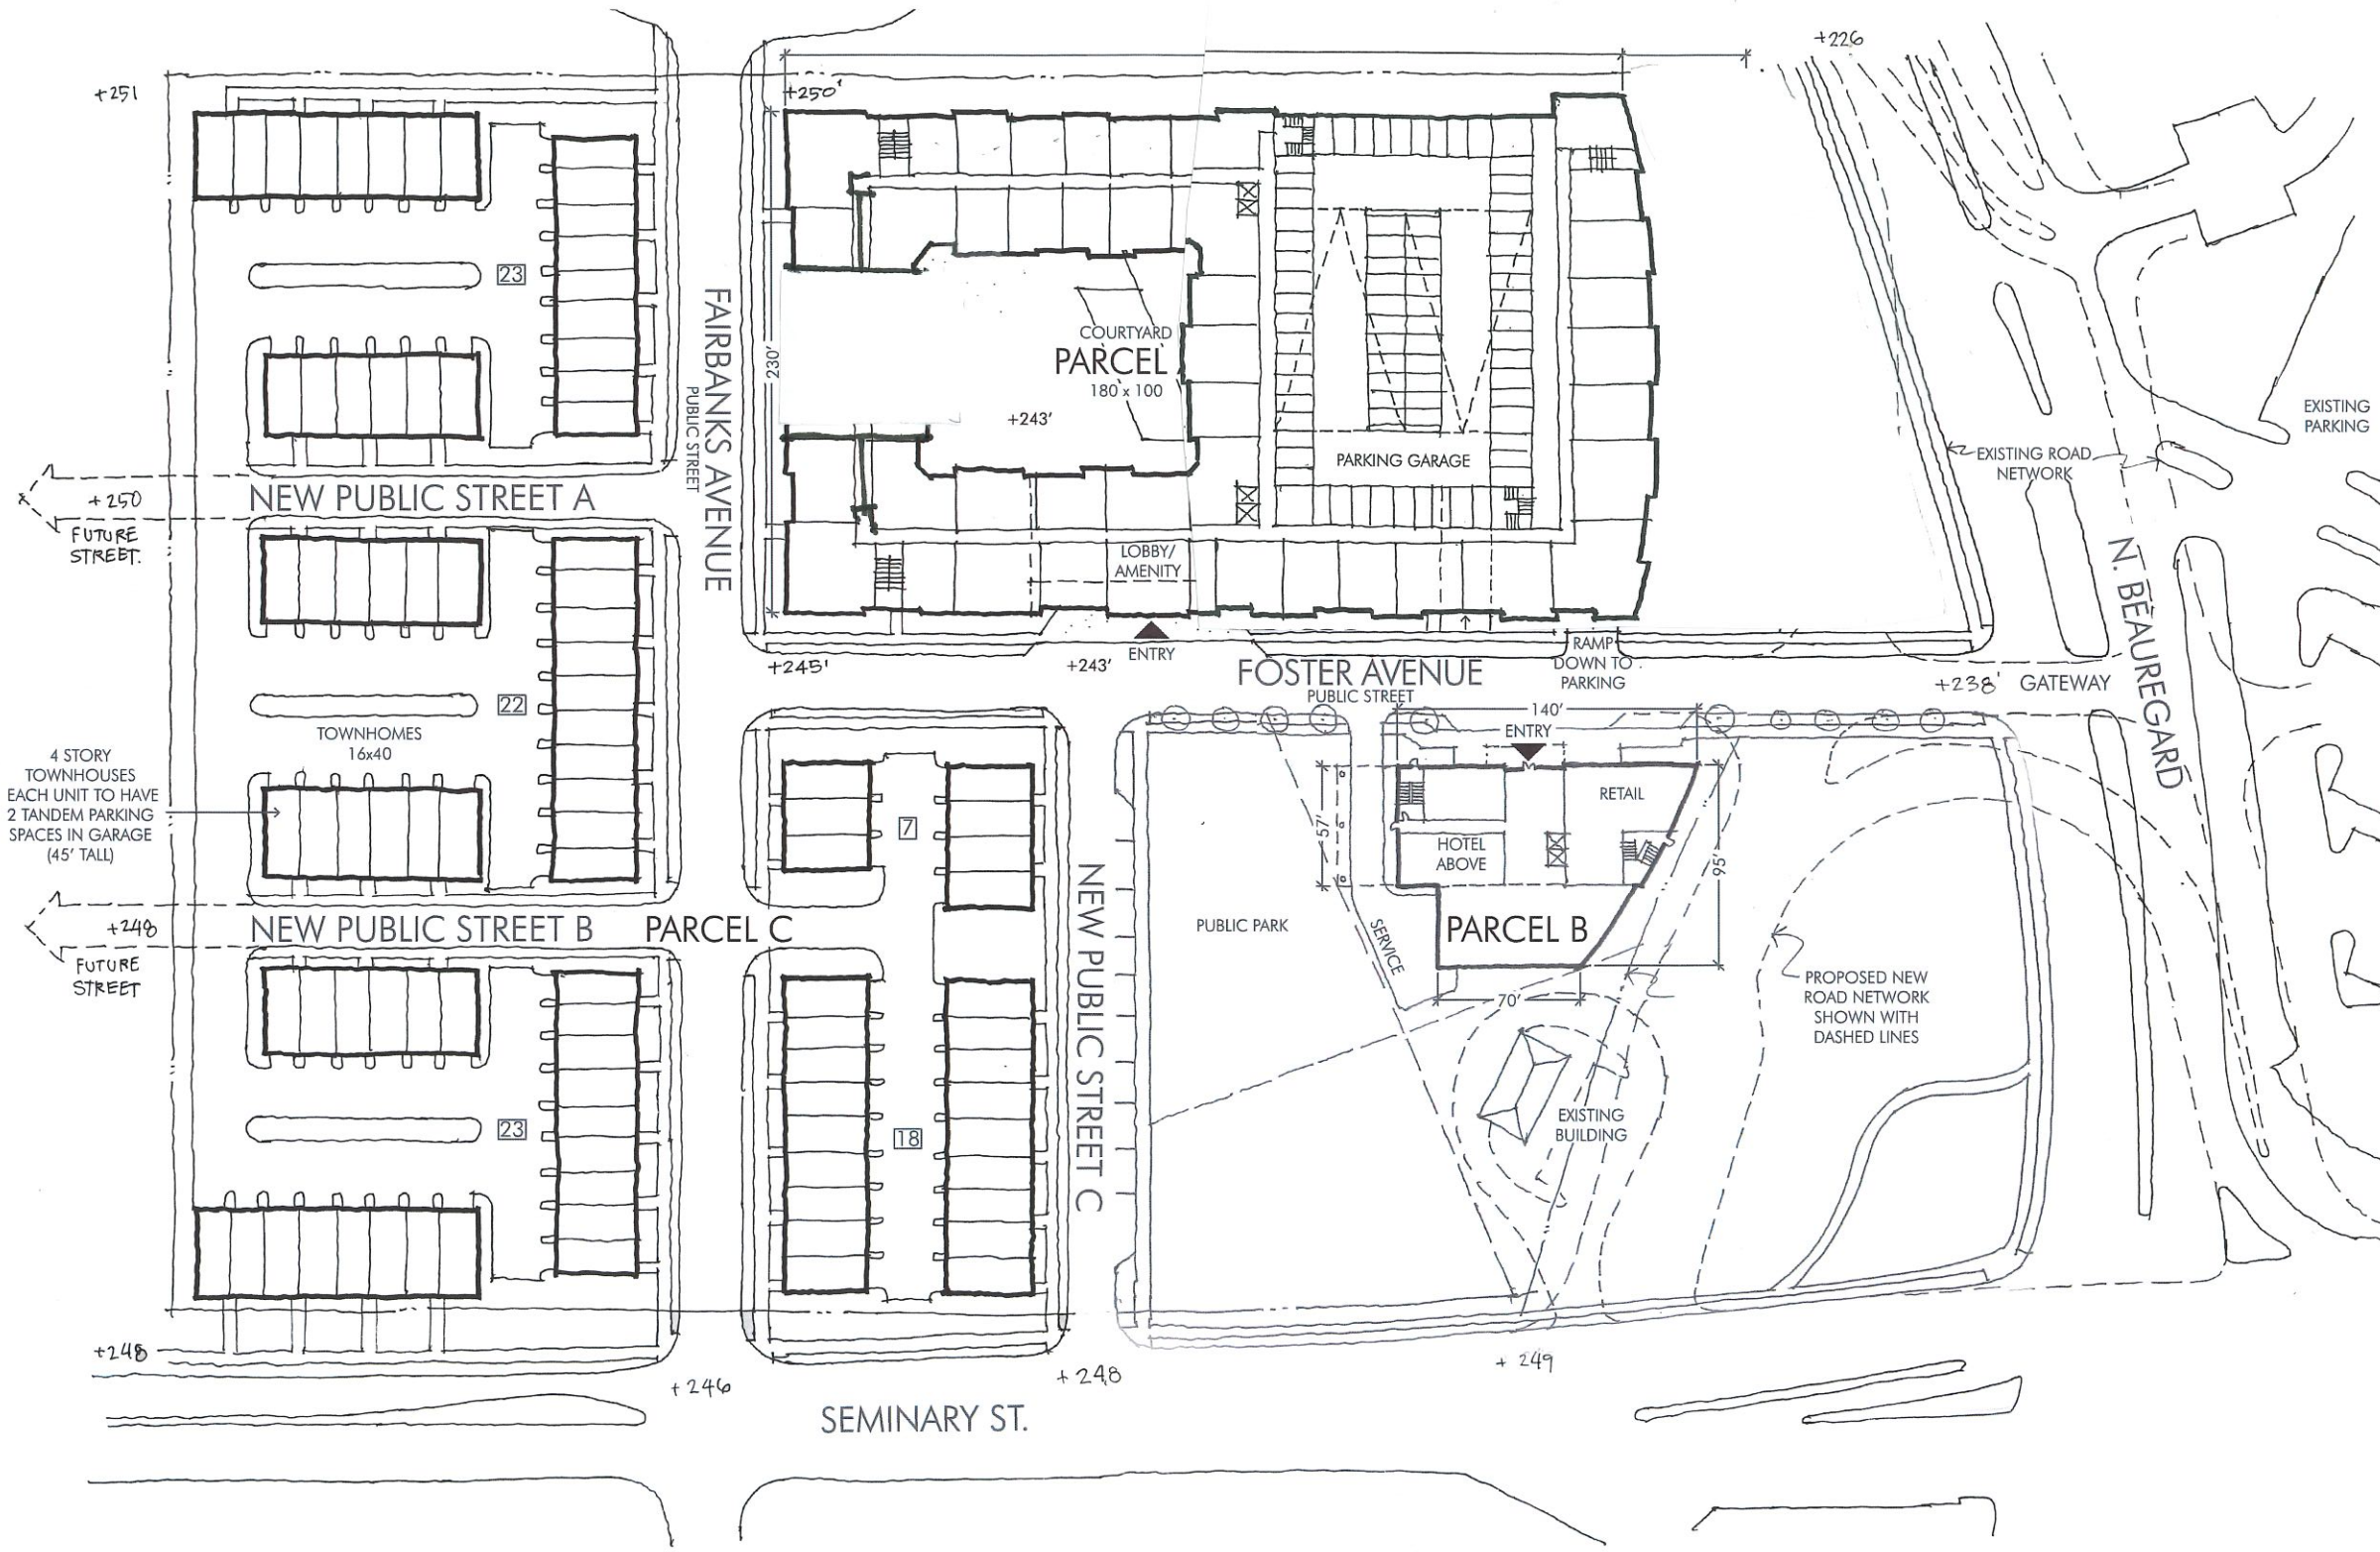 +226
+251
+250'
23
FAIRBANKS AVENUE
PUBLIC STREET
230'
COURTYARD
PARCEL
180' x 100
+243'
PARKING GARAGE
EXISTING
PARKING
EXISTING ROAD
NETWORK
+250
NEW PUBLIC STREET A
FUTURE
STREET.
LOBBY/
AMENITY
N. BEAUREGARD
ENTRY
+245'
+243'
FOSTER AVENUE
PUBLIC STREET
RAMP
DOWN TO
PARKING
+238'
GATEWAY
22
TOWNHOMES
16x40
4 STORY
TOWNHOUSES
EACH UNIT TO HAVE
2 TANDEM PARKING
SPACES IN GARAGE
(45' TALL)
140'
ENTRY
RETAIL
57'
HOTEL
ABOVE
95'
7
NEW PUBLIC STREET C
PUBLIC PARK
SERVICE
PARCEL B
70'
+248
NEW PUBLIC STREET B
PARCEL C
FUTURE
STREET
PROPOSED NEW
ROAD NETWORK
SHOWN WITH
DASHED LINES
23
18
EXISTING
BUILDING
+248
+246
+248
+ 249
SEMINARY ST.